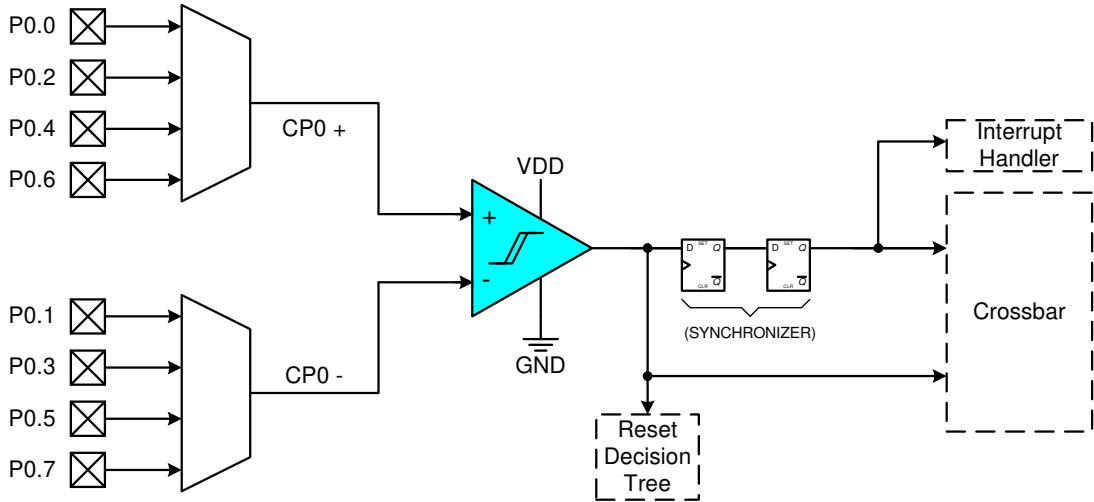 P0.0
P0.2
P0.4
P0.6
CP0 +
VDD
+
-
GND
P0.1
P0.3
P0.5
P0.7
CP0 -
D SET Q
Q
CLR
D SET Q
Q
CLR
(SYNCHRONIZER)
Interrupt
Handler
Crossbar
Reset
Decision
Tree